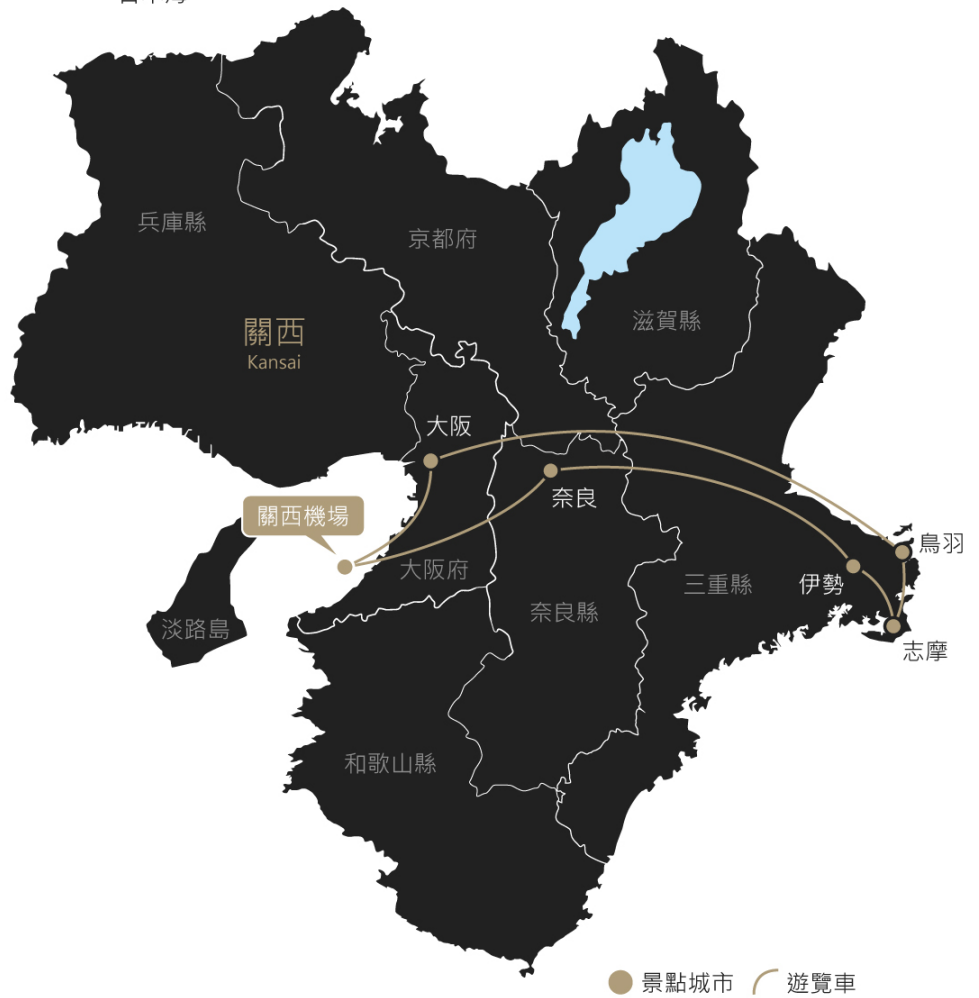 兵庫縣
京都府
滋賀縣
關西
Kansai
大阪
奈良
關西機場
大阪府
鳥羽
伊勢
三重縣
奈良縣
淡路島
志摩
和歌山縣
景點城市
遊覽車